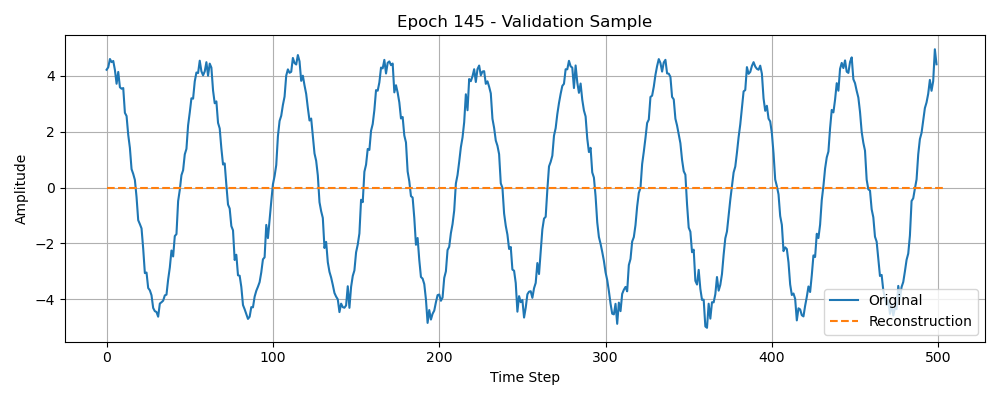 Epoch 145 - Validation Sample
Amplitude
4
2
0
−2
−4
0
100
200
300
400
500
Time Step
Original
Reconstruction